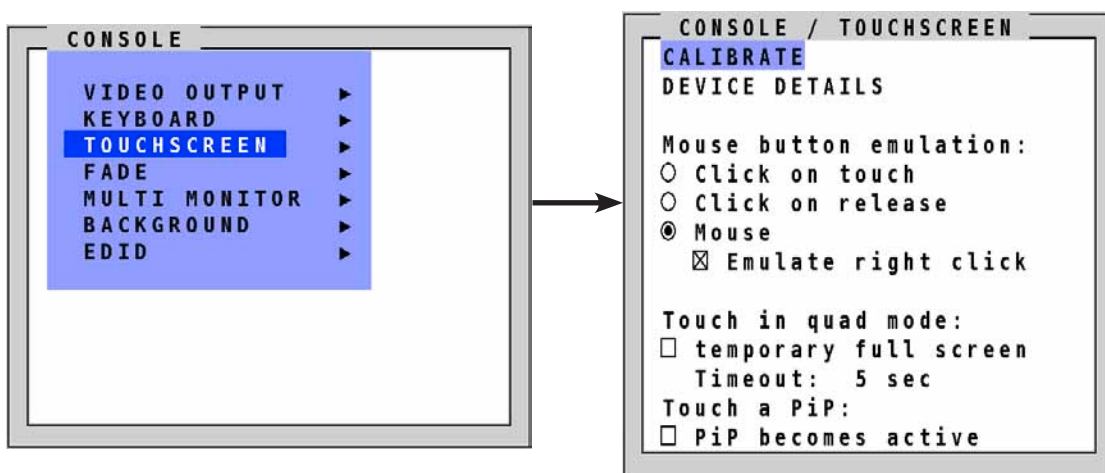 CONSOLE
VIDEO OUTPUT ►
KEYBOARD ►
TOUCHSCREEN ►
FADE ►
MULTI MONITOR ►
BACKGROUND ►
EDID ►
CONSOLE / TOUCHSCREEN
CALIBRATE
DEVICE DETAILS
Mouse button emulation:
Click on touch
Click on release
Mouse
Emulate right click
Touch in quad mode:
temporary full screen
Timeout: 5 sec
Touch a PiP:
PiP becomes active